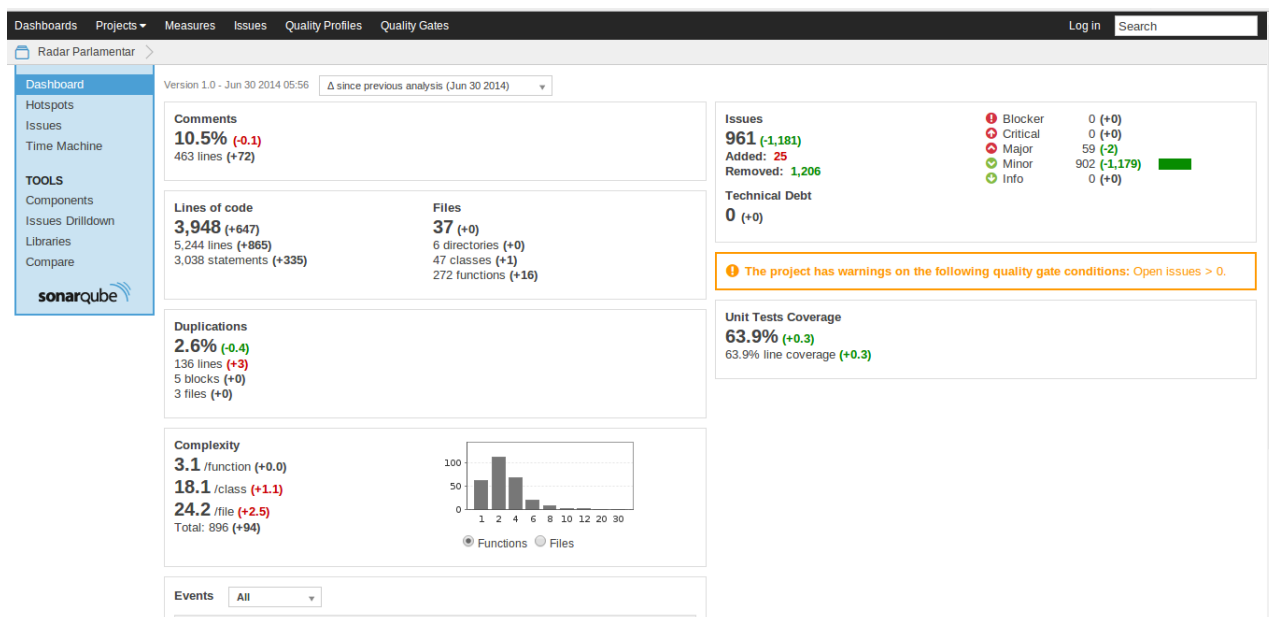 Dashboards Projects Measures Issues Quality Profiles Quality Gates Log in Search
Radar Parlamentar
Dashboard
Hotspots
Issues
Time Machine
TOOLS
Components
Issues Drilldown
Libraries
Compare
sonarqube
Version 1.0 - Jun 30 2014 05:56 Δ since previous analysis (Jun 30 2014)
Comments
10.5% (-0.1)
463 lines (+72)
Lines of code
3,948 (+647)
5,244 lines (+865)
3,038 statements (+335)
Files
37 (+0)
6 directories (+0)
47 classes (+1)
272 functions (+16)
Duplications
2.6% (-0.4)
136 lines (+3)
5 blocks (+0)
3 files (+0)
Complexity
3.1 /function (+0.0)
18.1 /class (+1.1)
24.2 /file (+2.5)
Total: 896 (+94)
100
50
0
1 2 4 6 8 10 12 20 30
Functions Files
Events All
Issues
961 (-1,181)
Added: 25
Removed: 1,206
Blocker 0 (+0)
Critical 0 (+0)
Major 59 (-2)
Minor 902 (-1,179)
Info 0 (+0)
Technical Debt
0 (+0)
The project has warnings on the following quality gate conditions: Open issues > 0.
Unit Tests Coverage
63.9% (+0.3)
63.9% line coverage (+0.3)